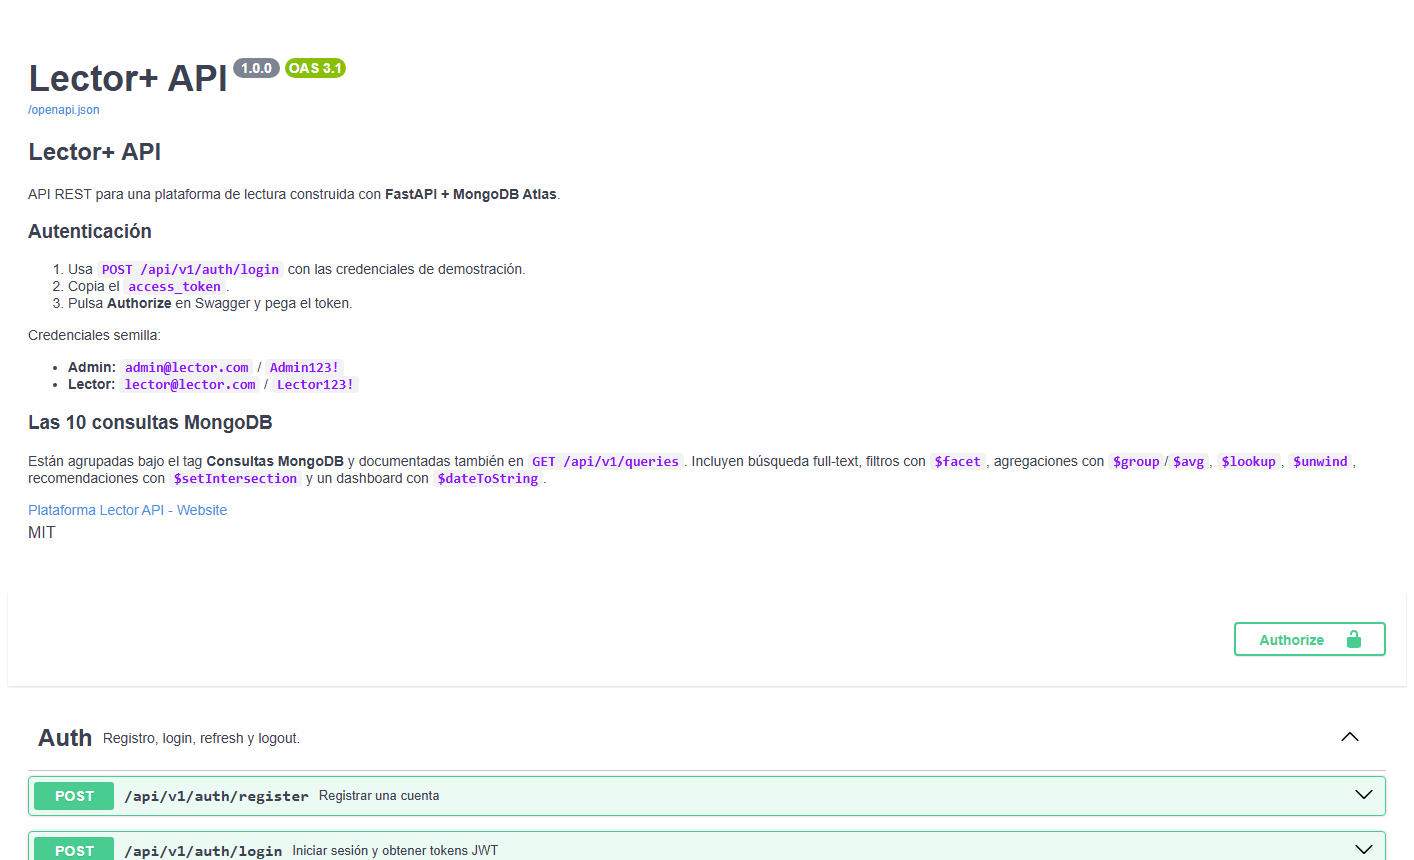 Lector+ API 1.0.0 OAS 3.1
/openapi.json
Lector+ API
API REST para una plataforma de lectura construida con FastAPI + MongoDB Atlas.
Autenticación
1. Usa POST /api/v1/auth/login con las credenciales de demostración.
2. Copia el access_token.
3. Pulsa Authorize en Swagger y pega el token.
Credenciales semilla:
• Admin: admin@lector.com / Admin123!
• Lector: lector@lector.com / Lector123!
Las 10 consultas MongoDB
Están agrupadas bajo el tag Consultas MongoDB y documentadas también en GET /api/v1/queries. Incluyen búsqueda full-text, filtros con $facet, agregaciones con $group / $avg, $lookup, $unwind,
recomendaciones con $setIntersection y un dashboard con $dateToString.
Plataforma Lector API - Website
MIT
Authorize
Auth Registro, login, refresh y logout.
POST /api/v1/auth/register Registrar una cuenta
POST /api/v1/auth/login Iniciar sesión y obtener tokens JWT